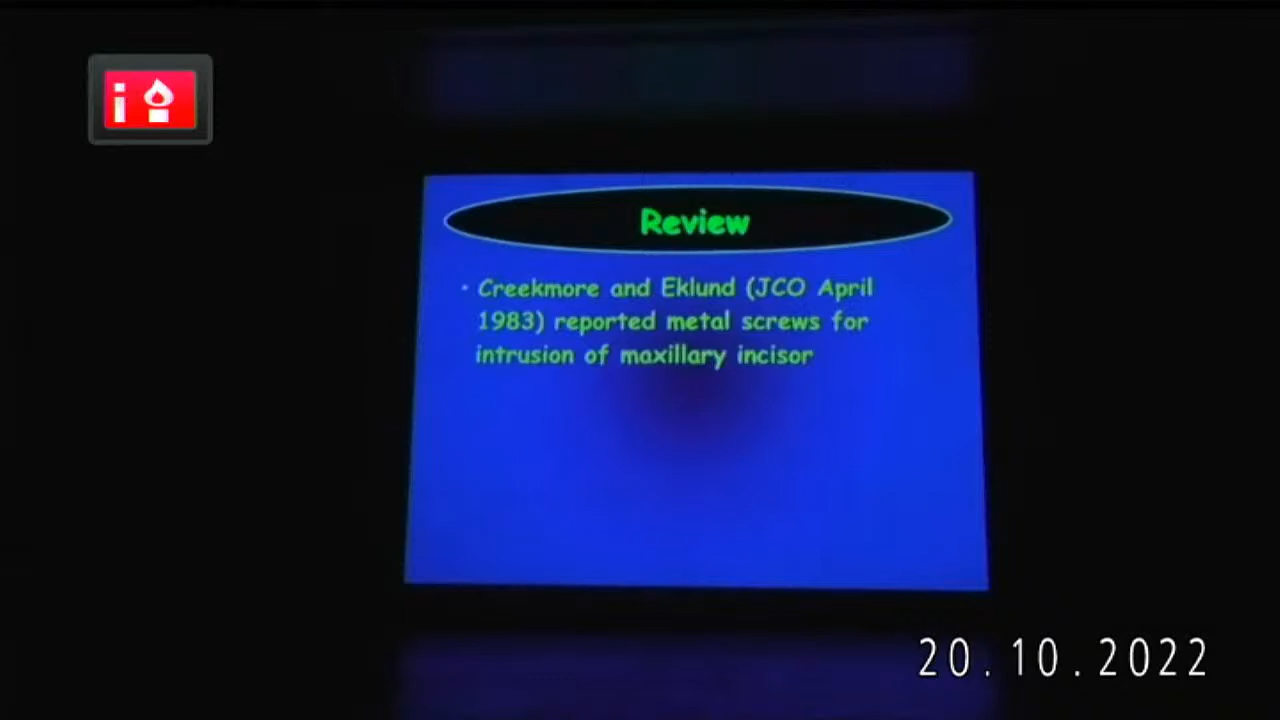 Review
• Creekmore and Eklund (JCO April
1983) reported metal screws for
intrusion of maxillary incisor
20.10.2022